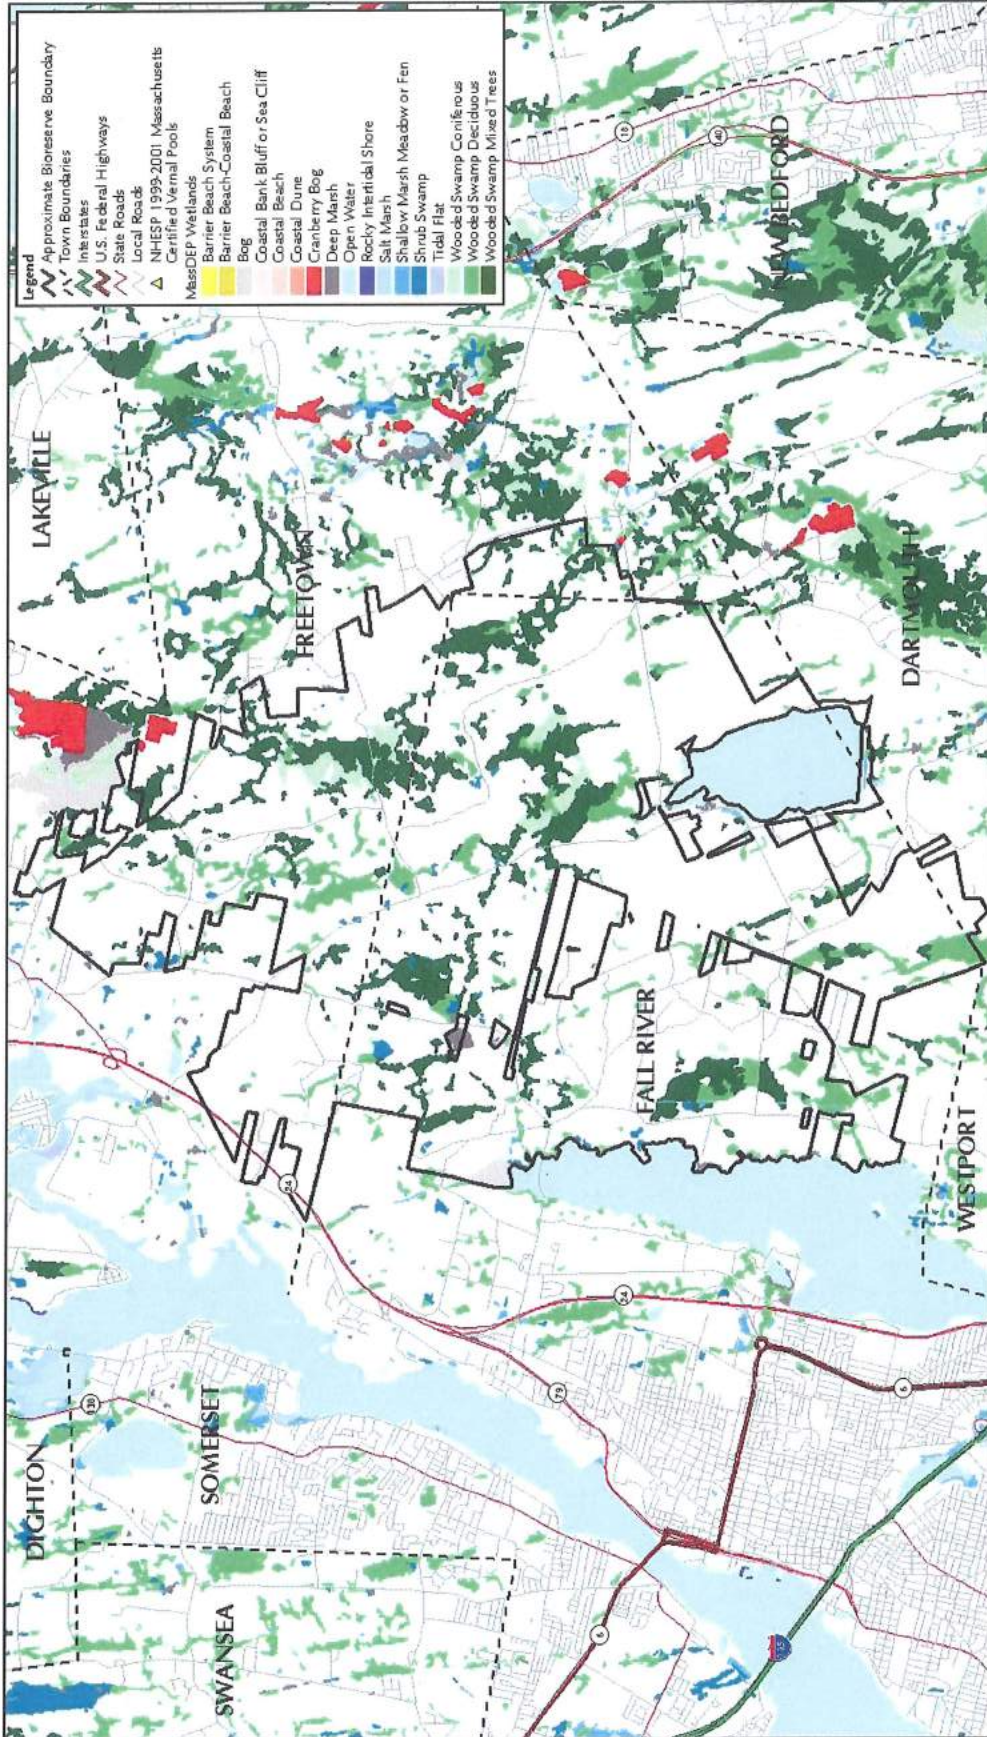 Legend
Approximate Bioreserve Boundary
Town Boundaries
Interstates
U.S. Federal Highways
State Roads
Local Roads
NHESP 1999-2001 Massachusetts
Certified Vernal Pools
MassDEP Wetlands
Barrier Beach System
Barrier Beach-Coastal Beach
Bog
Coastal Bank Bluff or Sea Cliff
Coastal Beach
Coastal Dune
Cranberry Bog
Deep Marsh
Open Water
Rocky Intertidal Shore
Salt Marsh
Shallow Marsh Meadow or Fen
Shrub Swamp
Tidal Flat
Wooded Swamp Coniferous
Wooded Swamp Deciduous
Wooded Swamp Mixed Trees
DIGHTON
LAKEVILLE
138
SOMERSET
SWANSEA
FREETOWN
24
79
6
24
18
140
FALL RIVER
NEW BEDFORD
6
DARTMOUTH
WESTPORT